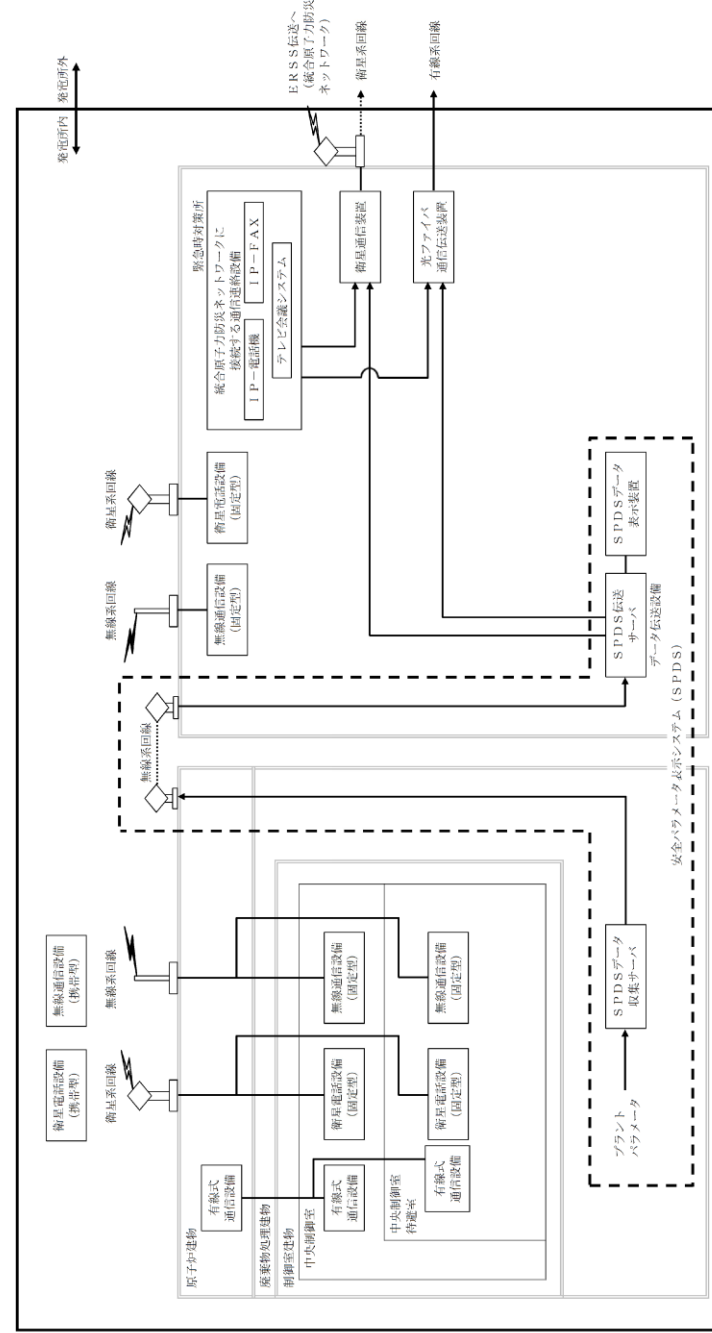 発電所内　発電所外
衛星電話設備
（携帯型）
無線通信設備
（携帯型）
衛星系回線
無線系回線
無線系回線
無線系回線
衛星系回線
ＥＲＳＳ伝送へ
（統合原子力防災
ネットワーク）
衛星系回線
有線系回線
原子炉建物
廃棄物処理建物
制御室建物
中央制御室
中央制御室
待避室
有線式
通信設備
有線式
通信設備
有線式
通信設備
衛星電話設備
（固定型）
衛星電話設備
（固定型）
無線通信設備
（固定型）
無線通信設備
（固定型）
無線通信設備
（固定型）
衛星電話設備
（固定型）
緊急時対策所
統合原子力防災ネットワークに
接続する通信連絡設備
ＩＰ－電話機
ＩＰ－ＦＡＸ
テレビ会議システム
衛星通信装置
光ファイバ
通信伝送装置
プラント
パラメータ
ＳＰＤＳデータ
収集サーバ
ＳＰＤＳ伝送
サーバ
データ伝送設備
ＳＰＤＳデータ
表示装置
安全パラメータ表示システム（ＳＰＤＳ）